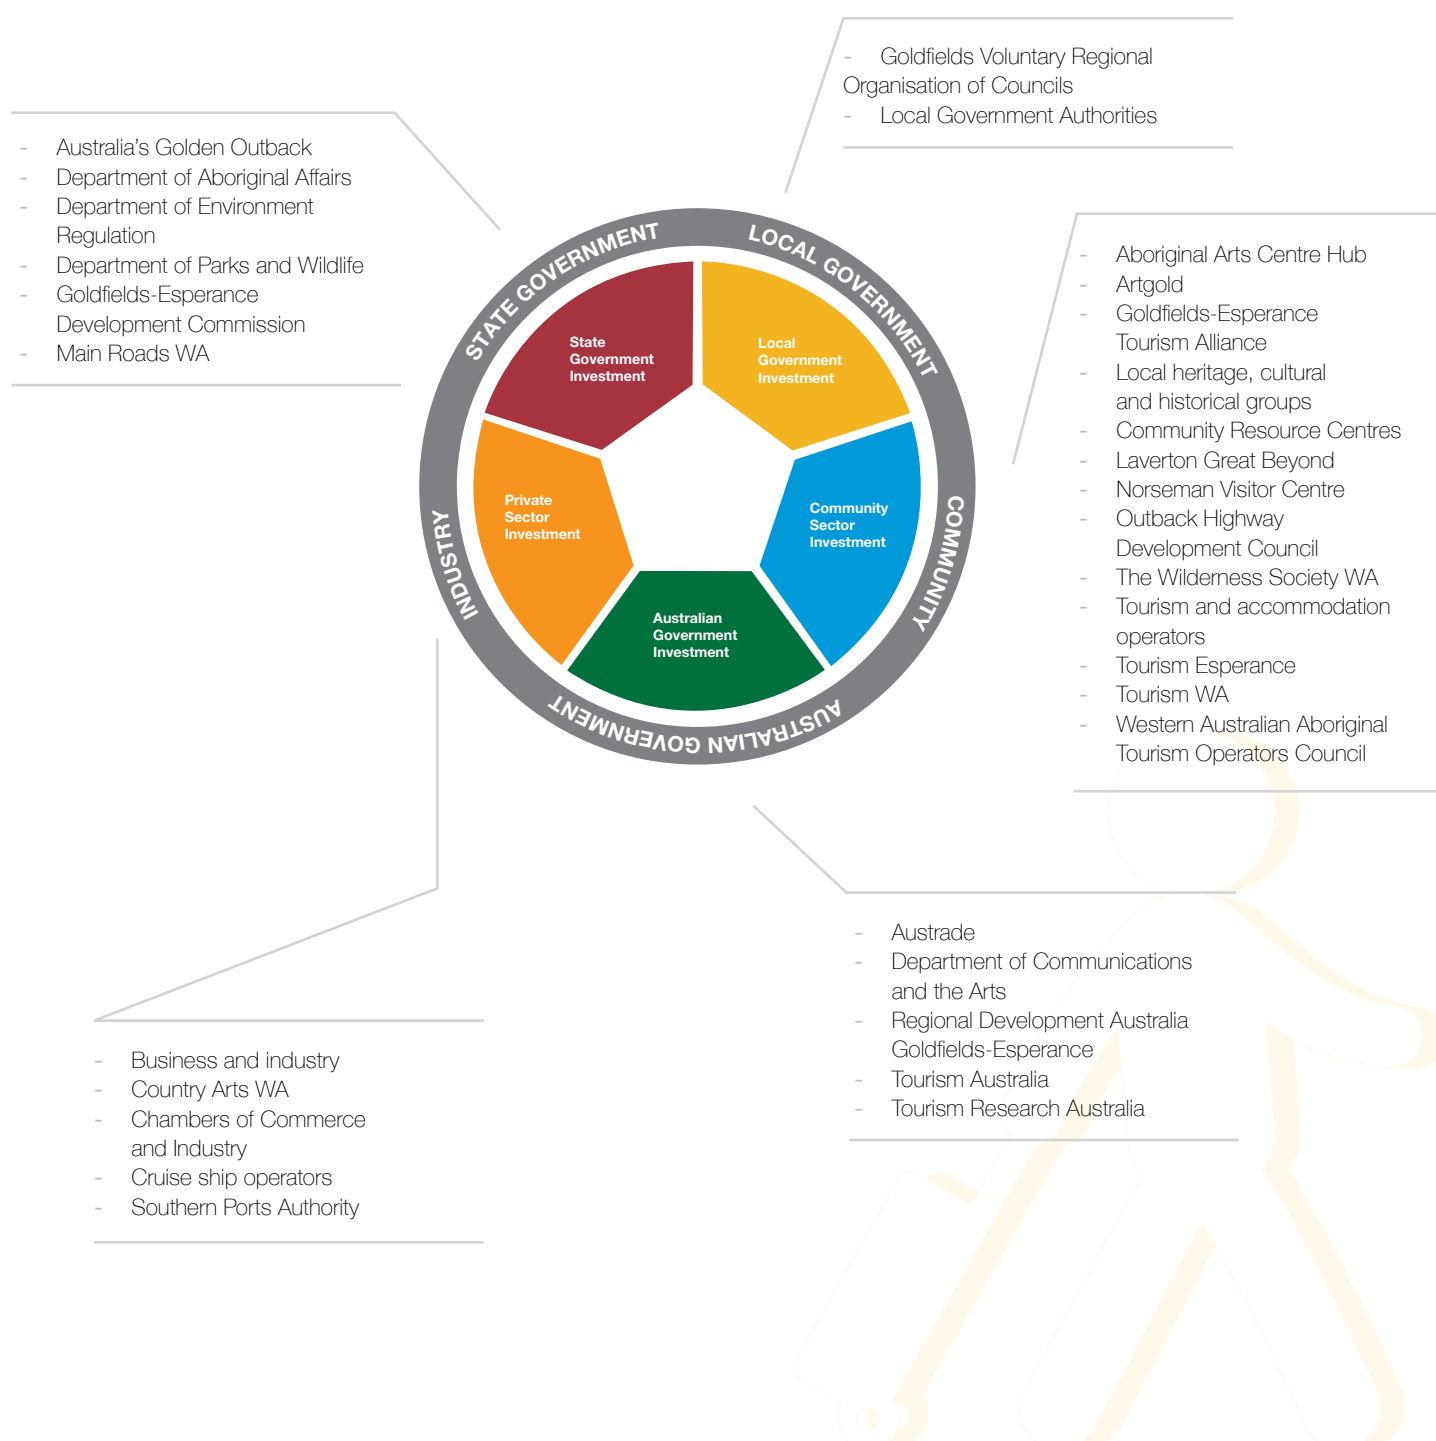 - Goldfields Voluntary Regional
Organisation of Councils
- Local Government Authorities
- Australia's Golden Outback
- Department of Aboriginal Affairs
- Department of Environment
Regulation
- Department of Parks and Wildlife
- Goldfields-Esperance
Development Commission
- Main Roads WA
STATE GOVERNMENT
LOCAL GOVERNMENT
COMMUNITY
AUSTRALIAN GOVERNMENT
INDUSTRY
State
Government
Investment
Local
Government
Investment
Private
Sector
Investment
Community
Sector
Investment
Australian
Government
Investment
- Aboriginal Arts Centre Hub
- Artgold
- Goldfields-Esperance
Tourism Alliance
- Local heritage, cultural
and historical groups
- Community Resource Centres
- Laverton Great Beyond
- Norseman Visitor Centre
- Outback Highway
Development Council
- The Wilderness Society WA
- Tourism and accommodation
operators
- Tourism Esperance
- Tourism WA
- Western Australian Aboriginal
Tourism Operators Council
- Austrade
- Department of Communications
and the Arts
- Regional Development Australia
Goldfields-Esperance
- Tourism Australia
- Tourism Research Australia
- Business and industry
- Country Arts WA
- Chambers of Commerce
and Industry
- Cruise ship operators
- Southern Ports Authority